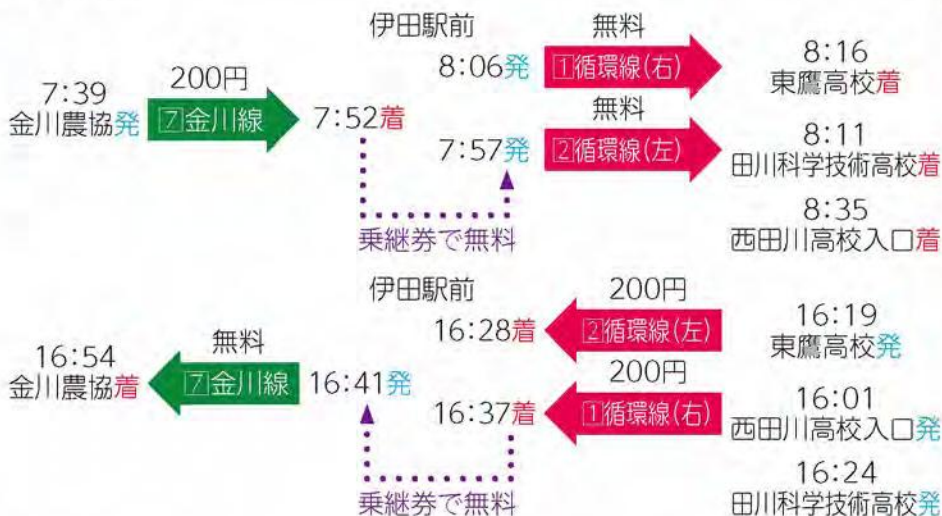 伊田駅前
7:39
金川農協発
200円
7金川線
7:52着
8:06発
無料
1循環線(右)
8:16
東鷹高校着
7:57発
無料
2循環線(左)
8:11
田川科学技術高校着
8:35
西田川高校入口着
乗継券で無料
伊田駅前
16:54
金川農協着
無料
7金川線
16:41発
16:28着
200円
2循環線(左)
16:19
東鷹高校発
16:37着
200円
1循環線(右)
16:01
西田川高校入口発
16:24
田川科学技術高校発
乗継券で無料